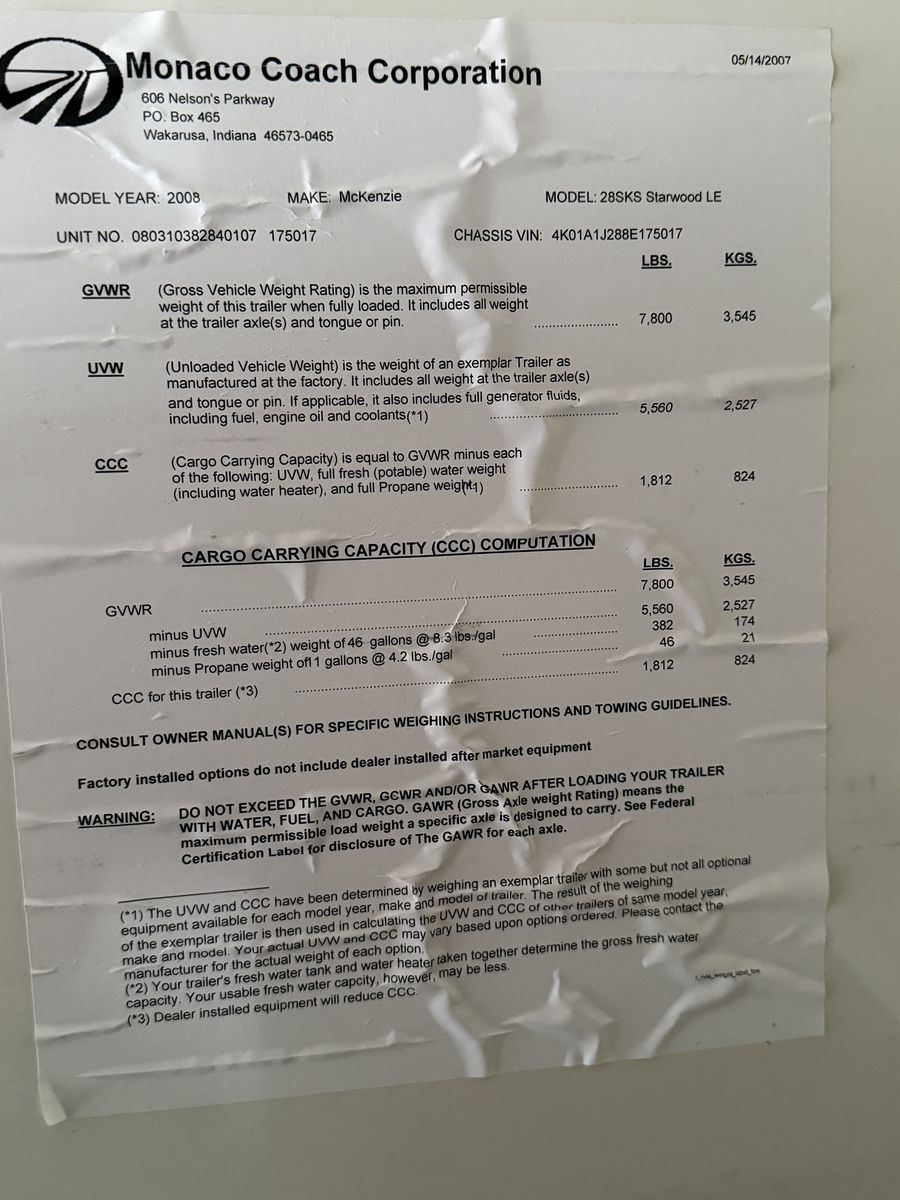 Monaco Coach Corporation
05/14/2007
606 Nelson's Parkway
PO. Box 465
Wakarusa, Indiana 46573-0465
MODEL YEAR: 2008 MAKE: McKenzie MODEL: 28SKS Starwood LE
UNIT NO. 080310382840107 175017 CHASSIS VIN: 4K01A1J288E175017
LBS. KGS.
GVWR (Gross Vehicle Weight Rating) is the maximum permissible
weight of this trailer when fully loaded. It includes all weight
at the trailer axle(s) and tongue or pin. ........................ 7,800 3,545
UVW (Unloaded Vehicle Weight) is the weight of an exemplar Trailer as
manufactured at the factory. It includes all weight at the trailer axle(s)
and tongue or pin. If applicable, it also includes full generator fluids,
including fuel, engine oil and coolants(*1) ........................ 5,560 2,527
CCC (Cargo Carrying Capacity) is equal to GVWR minus each
of the following: UVW, full fresh (potable) water weight
(including water heater), and full Propane weight(*1) ........................ 1,812 824
CARGO CARRYING CAPACITY (CCC) COMPUTATION
LBS. KGS.
GVWR ........................ 7,800 3,545
minus UVW ........................ 5,560 2,527
minus fresh water(*2) weight of 46 gallons @ 8.3 lbs./gal ........................ 382 174
minus Propane weight of11 gallons @ 4.2 lbs./gal ........................ 46 21
CCC for this trailer (*3) ........................ 1,812 824
CONSULT OWNER MANUAL(S) FOR SPECIFIC WEIGHING INSTRUCTIONS AND TOWING GUIDELINES.
Factory installed options do not include dealer installed after market equipment
WARNING: DO NOT EXCEED THE GVWR, GCWR AND/OR GAWR AFTER LOADING YOUR TRAILER
WITH WATER, FUEL, AND CARGO. GAWR (Gross Axle weight Rating) means the
maximum permissible load weight a specific axle is designed to carry. See Federal
Certification Label for disclosure of The GAWR for each axle.
(*1) The UVW and CCC have been determined by weighing an exemplar trailer with some but not all optional
equipment available for each model year, make and model of trailer. The result of the weighing
of the exemplar trailer is then used in calculating the UVW and CCC of other trailers of same model year,
make and model. Your actual UVW and CCC may vary based upon options ordered. Please contact the
manufacturer for the actual weight of each option.
(*2) Your trailer's fresh water tank and water heater taken together determine the gross fresh water
capacity. Your usable fresh water capcity, however, may be less.
(*3) Dealer installed equipment will reduce CCC.